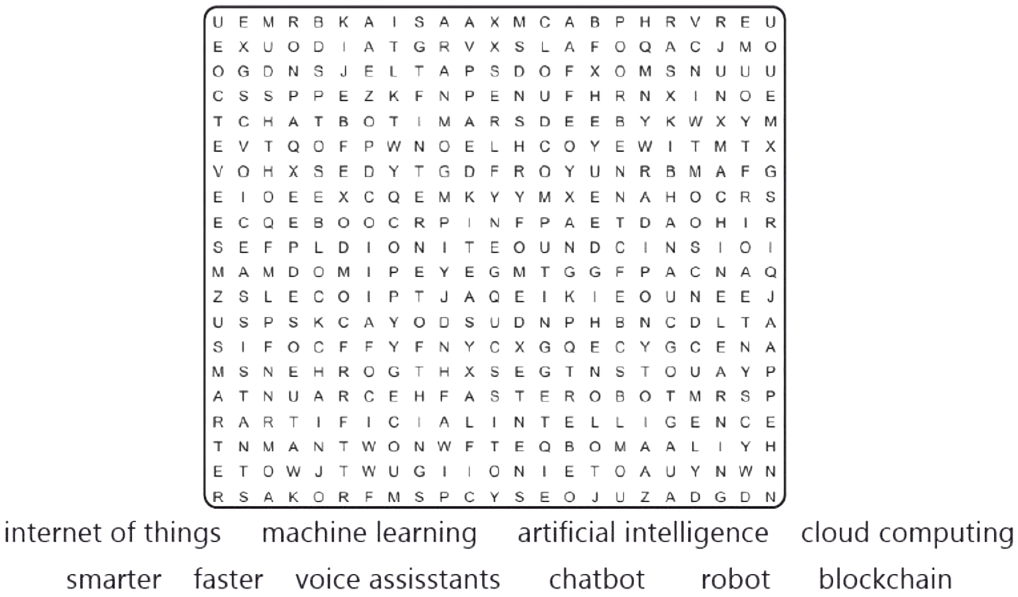 U E M R B K A I S A A X M C A B P H R V R E U
E X U O D I A T G R V X S L A F O Q A C J M O
O G D N S J E L T A P S D O F X O M S N U U U
C S S P P E Z K F N P E N U F H R N X I N O E
T C H A T B O T I M A R S D E E B Y K W X Y M
E V T Q O F P W N O E L H C O Y E W I T M T X
V O H X S E D Y T G D F R O Y U N R B M A F G
E I O E E X C Q E M K Y Y M X E N A H O C R S
E C Q E B O O C R P I N F P A E T D A O H I R
S E F P L D I O N I T E O U N D C I N S I O I
M A M D O M I P E Y E G M T G G F P A C N A Q
Z S L E C O I P T J A Q E I K I E O U N E E J
U S P S K C A Y O D S U D N P H B N C D L T A
S I F O C F F Y F N Y C X G Q E C Y G C E N A
M S N E H R O G T H X S E G T N S T O U A Y P
A T N U A R C E H F A S T E R O B O T M R S P
R A R T I F I C I A L I N T E L L I G E N C E
T N M A N T W O N W F T E Q B O M A A L I Y H
E T O W J T W U G I I O N I E T O A U Y N W N
R S A K O R F M S P C Y S E O J U Z A D G D N
internet of things machine learning artificial intelligence cloud computing
smarter faster voice assisstants chatbot robot blockchain